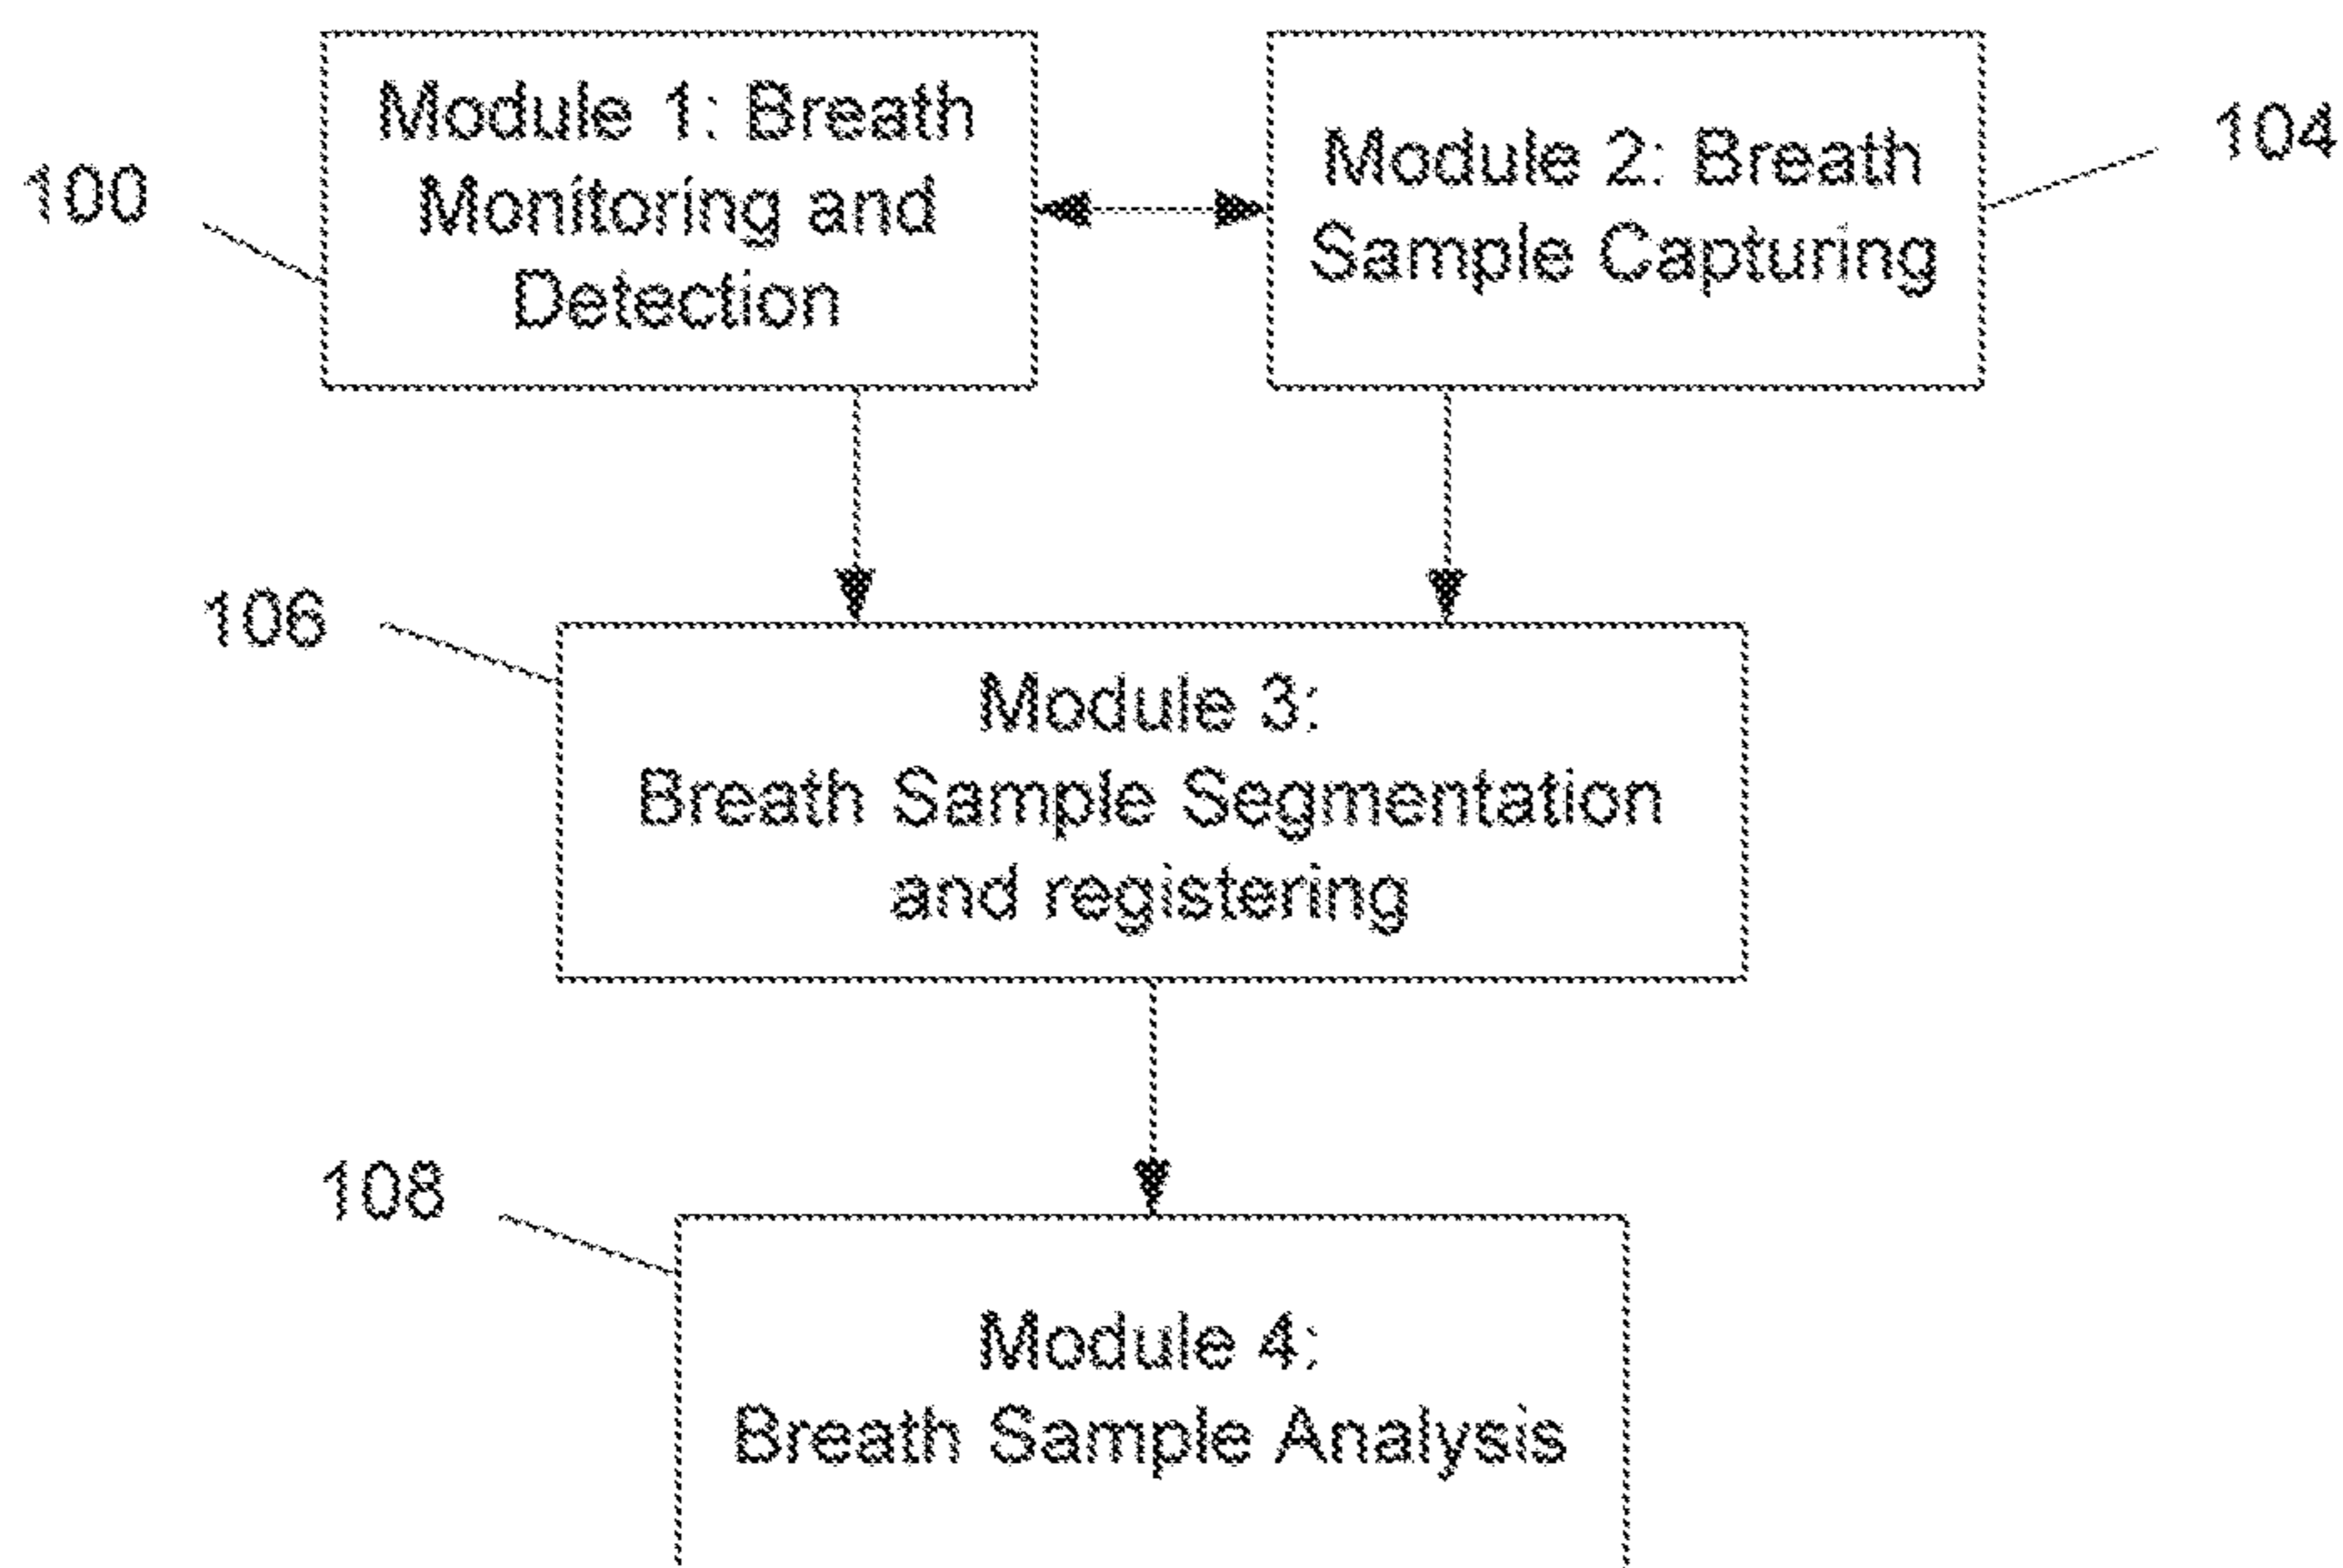 100
Module 1: Breath
Monitoring and
Detection
Module 2: Breath
Sample Capturing
104
106
Module 3:
Breath Sample Segmentation
and registering
108
Module 4:
Breath Sample Analysis